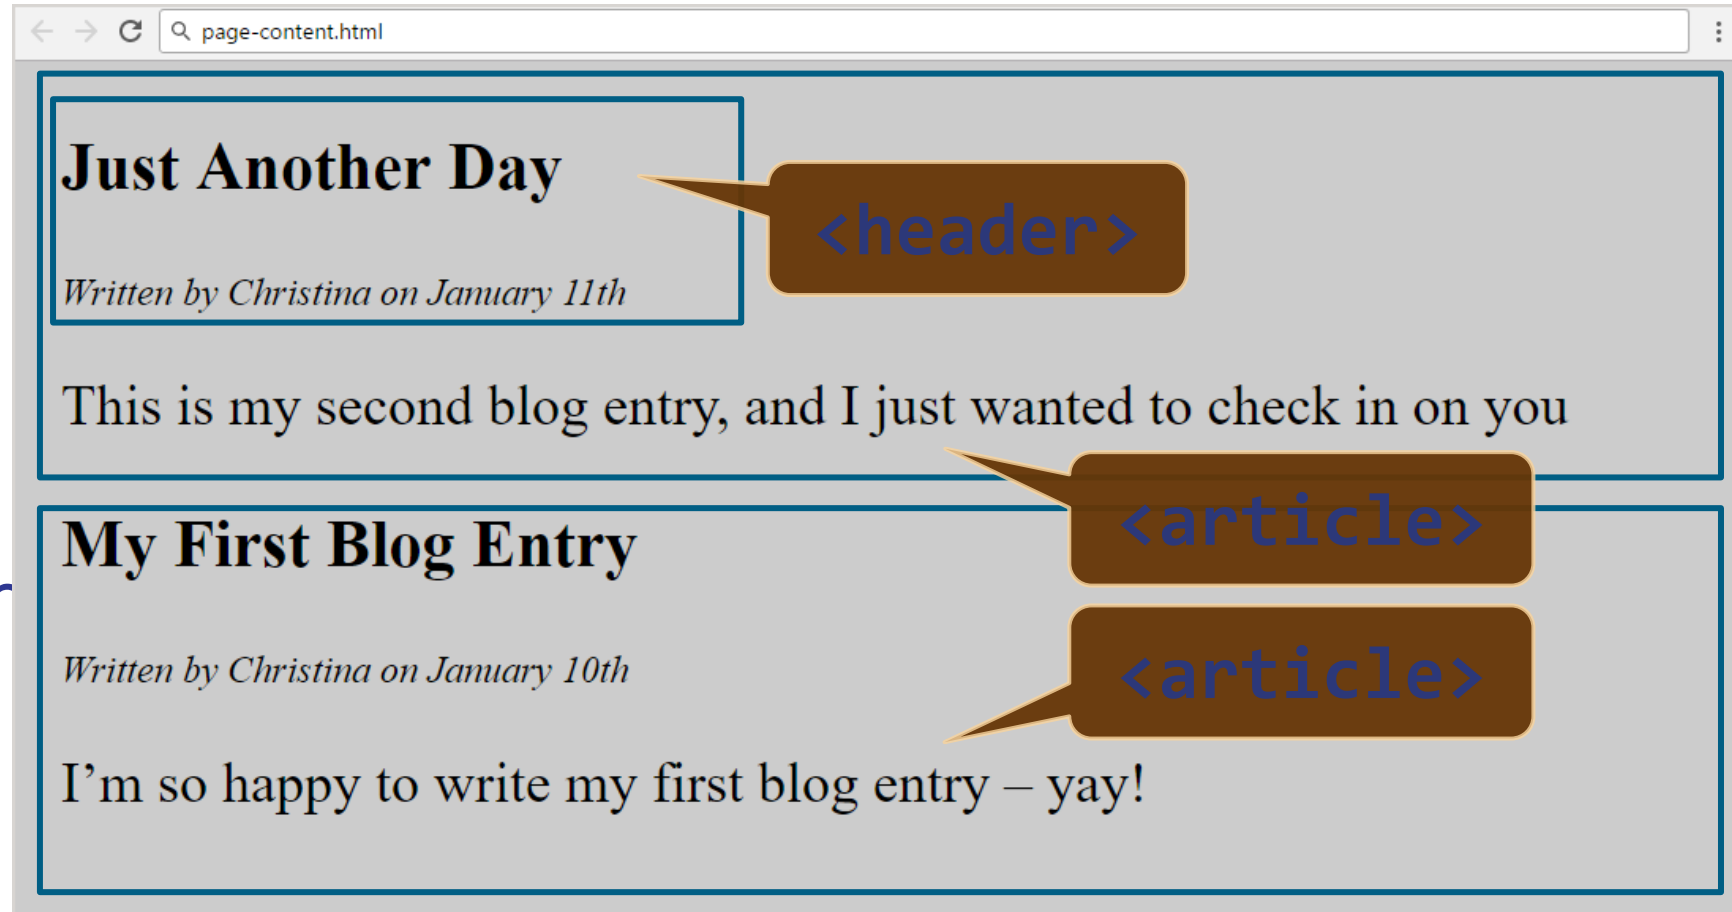 page-content.html
Just Another Day
<header>
Written by Christina on January 11th
This is my second blog entry, and I just wanted to check in on you
<article>
My First Blog Entry
<article>
Written by Christina on January 10th
I’m so happy to write my first blog entry – yay!